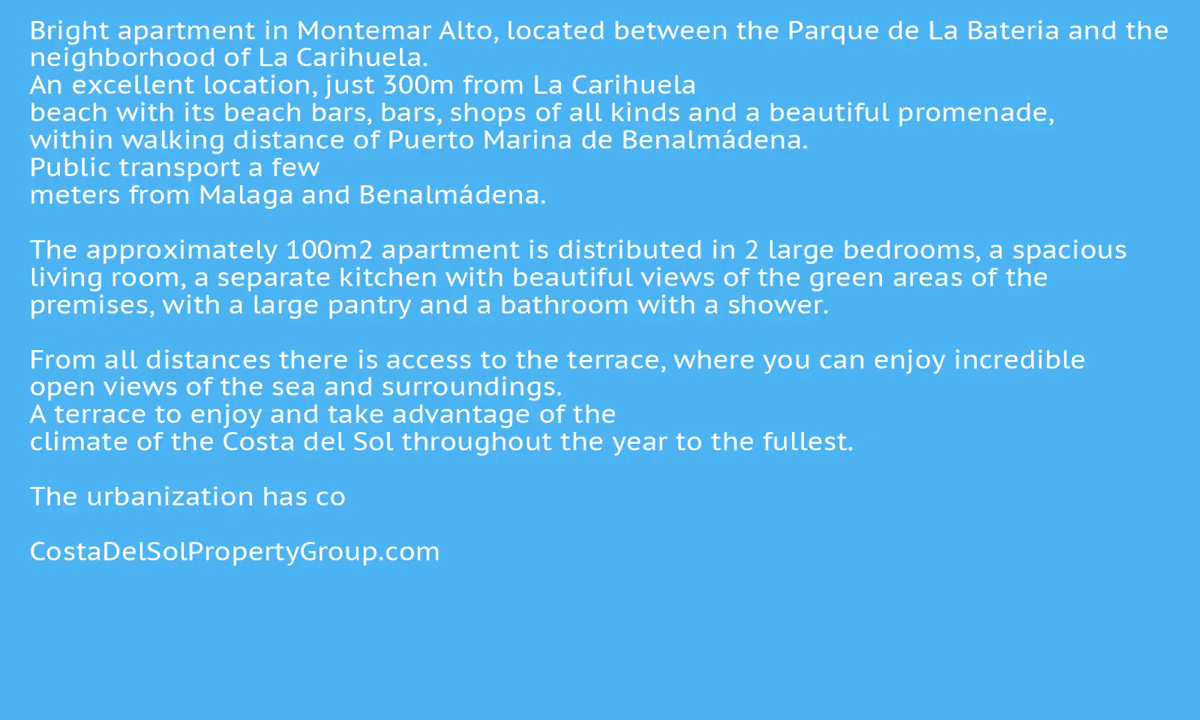 Bright apartment in Montemar Alto, located between the Parque de La Bateria and the
neighborhood of La Carihuela.
An excellent location, just 300m from La Carihuela
beach with its beach bars, bars, shops of all kinds and a beautiful promenade,
within walking distance of Puerto Marina de Benalmádena.
Public transport a few
meters from Malaga and Benalmádena.
The approximately 100m2 apartment is distributed in 2 large bedrooms, a spacious
living room, a separate kitchen with beautiful views of the green areas of the
premises, with a large pantry and a bathroom with a shower.
From all distances there is access to the terrace, where you can enjoy incredible
open views of the sea and surroundings.
A terrace to enjoy and take advantage of the
climate of the Costa del Sol throughout the year to the fullest.
The urbanization has co
CostaDelSolPropertyGroup.com